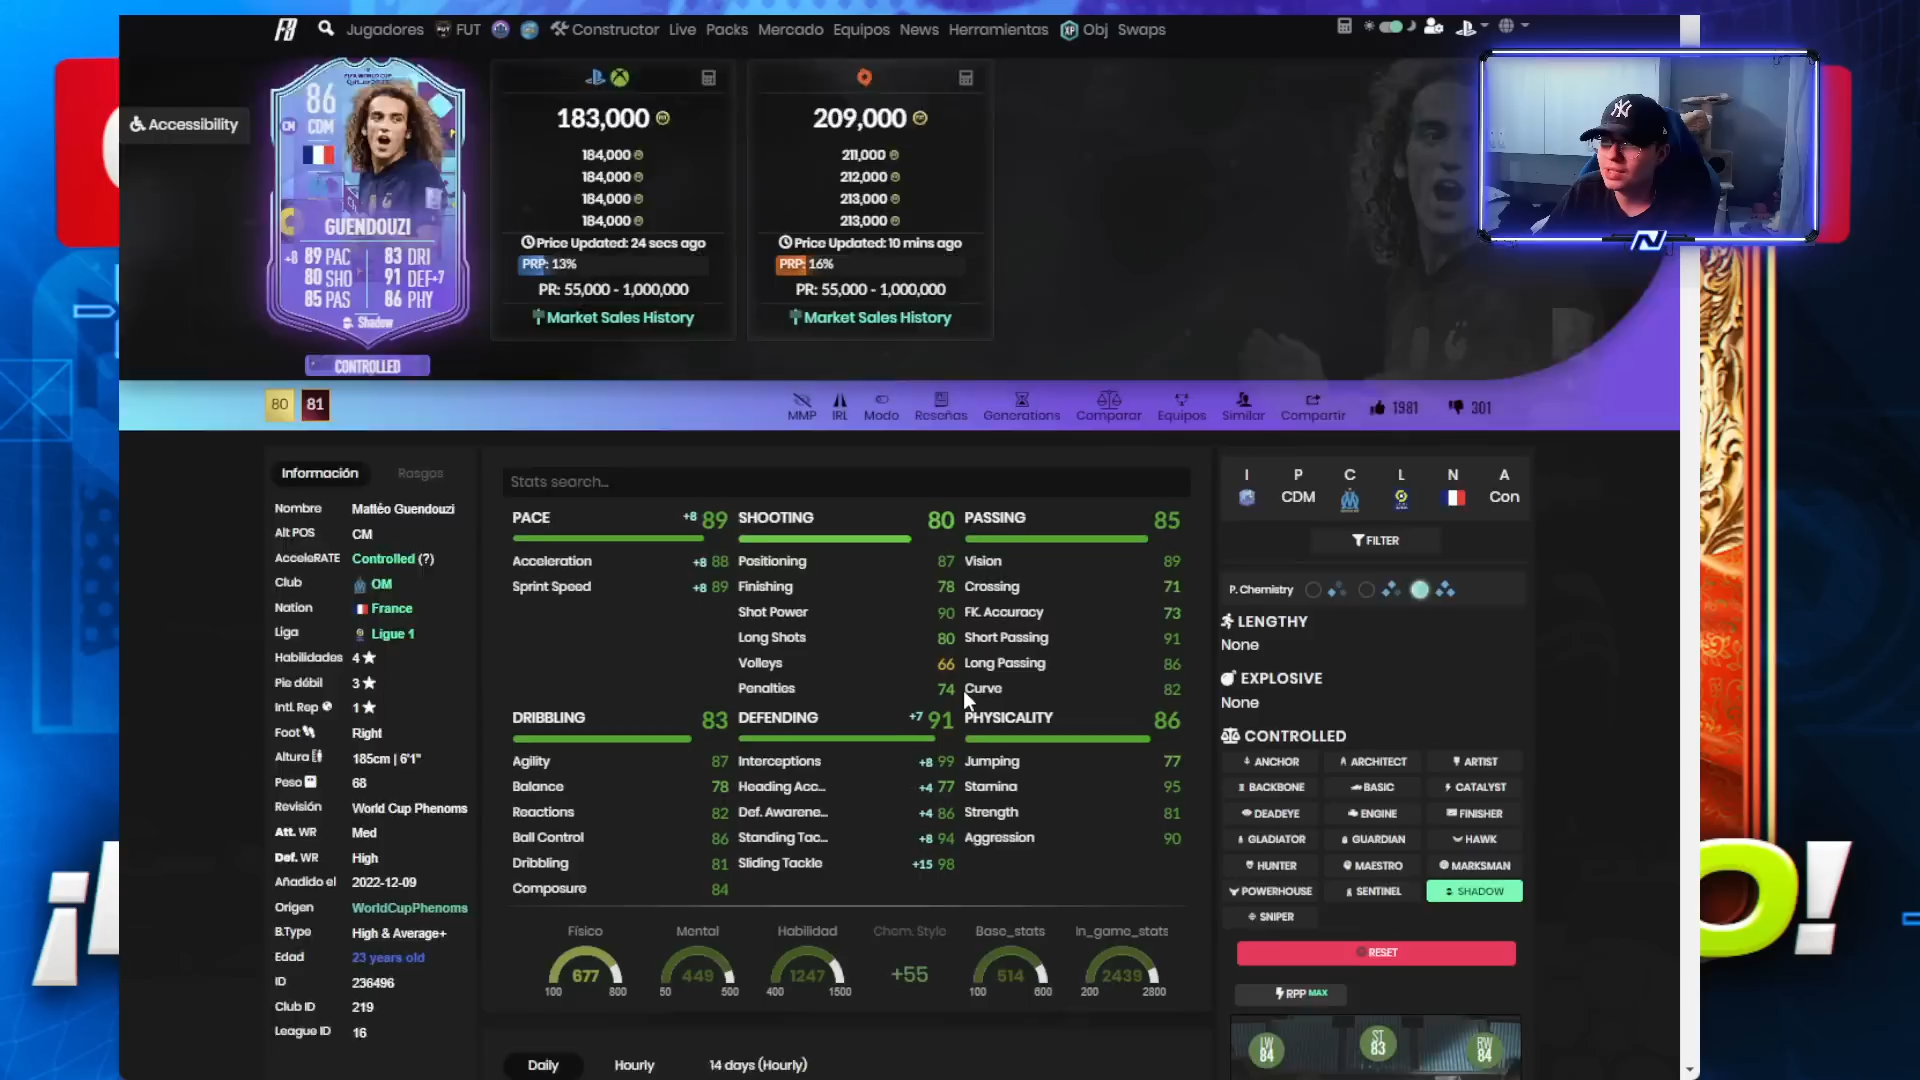 Jugadores FUT Constructor Live Packs Mercado Equipos News Herramientas XP Obj Swaps
Accessibility
86
CM CDM
GUENDOUZI
+8 89 PAC 83 DRI
80 SHO 91 DEF+7
85 PAS 86 PHY
Shadow
CONTROLLED
183,000
184,000
184,000
184,000
184,000
Price Updated: 24 secs ago
PRP: 13%
PR: 55,000 - 1,000,000
Market Sales History
209,000
211,000
212,000
213,000
213,000
Price Updated: 10 mins ago
PRP: 16%
PR: 55,000 - 1,000,000
Market Sales History
NY
80 81
MMP IRL Modo Reseñas Generations Comparar Equipos Similar Compartir 1981 301
Información Rasgos
Nombre Mattéo Guendouzi
Alt POS CM
AcceleRATE Controlled (?)
Club OM
Nation France
Liga Ligue 1
Habilidades 4
Pie débil 3
Intl. Rep 1
Foot Right
Altura 185cm | 6'1"
Peso 68
Revisión World Cup Phenoms
Att. WR Med
Def. WR High
Añadido el 2022-12-09
Origen WorldCupPhenoms
B.Type High & Average+
Edad 23 years old
ID 236496
Club ID 219
League ID 16
Stats search...
PACE +8 89
Acceleration +8 88
Sprint Speed +8 89
SHOOTING 80
Positioning 87
Finishing 78
Shot Power 90
Long Shots 80
Volleys 66
Penalties 74
PASSING 85
Vision 89
Crossing 71
FK. Accuracy 73
Short Passing 91
Long Passing 86
Curve 82
DRIBBLING 83
Agility 87
Balance 78
Reactions 82
Ball Control 86
Dribbling 81
Composure 84
DEFENDING +7 91
Interceptions +8 99
Heading Acc... +4 77
Def. Awarene... +4 86
Standing Tac... +8 94
Sliding Tackle +15 98
PHYSICALITY 86
Jumping 77
Stamina 95
Strength 81
Aggression 90
Físico Mental Habilidad Chem. Style Base_stats In_game_stats
677 449 1247 +55 514 2439
100 800 50 500 400 1500 100 600 200 2800
Daily Hourly 14 days (Hourly)
I P C L N A
CDM Con
FILTER
P. Chemistry
LENGTHY
None
EXPLOSIVE
None
CONTROLLED
ANCHOR ARCHITECT ARTIST
BACKBONE BASIC CATALYST
DEADEYE ENGINE FINISHER
GLADIATOR GUARDIAN HAWK
HUNTER MAESTRO MARKSMAN
POWERHOUSE SENTINEL SHADOW
SNIPER
RESET
RPP MAX
LW 84 ST 83 RW 84